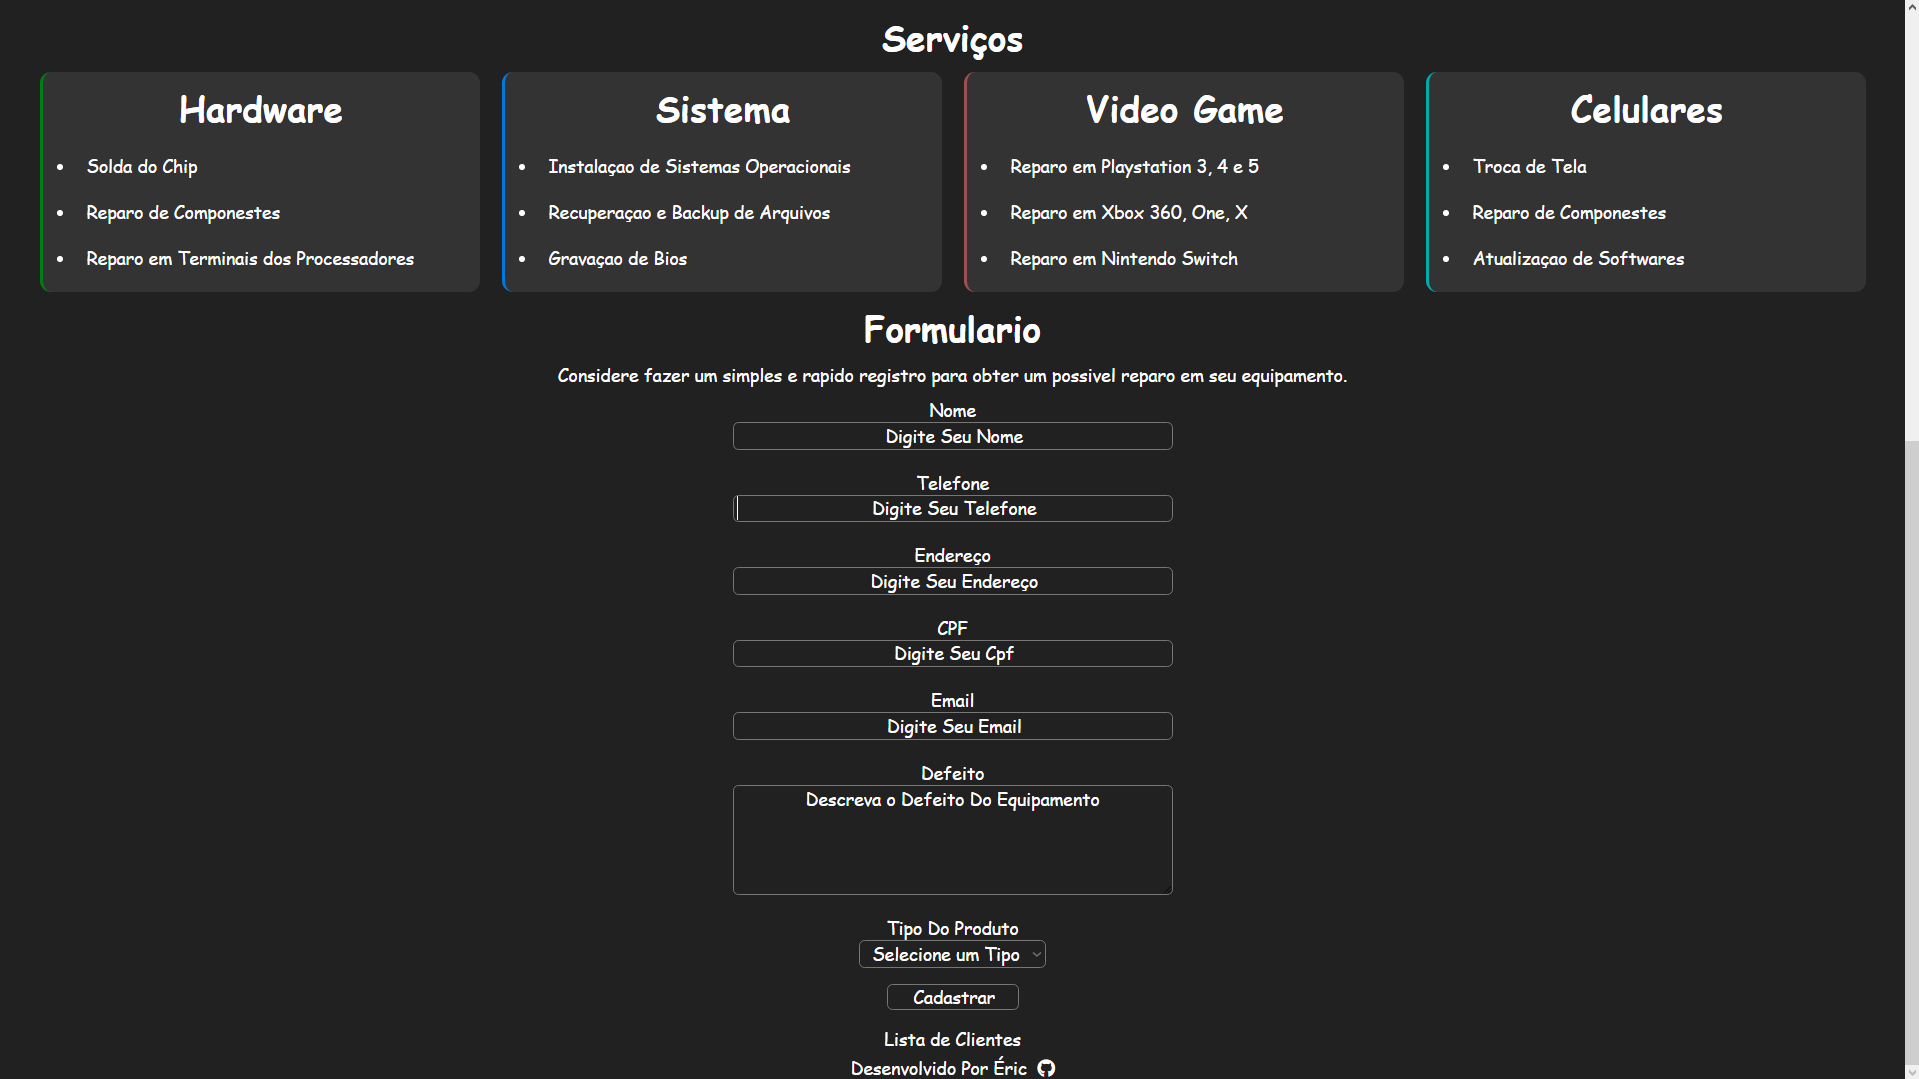 Serviços
Hardware
Solda do Chip
Reparo de Componestes
Reparo em Terminais dos Processadores
Sistema
Instalaçao de Sistemas Operacionais
Recuperaçao e Backup de Arquivos
Gravaçao de Bios
Video Game
Reparo em Playstation 3, 4 e 5
Reparo em Xbox 360, One, X
Reparo em Nintendo Switch
Celulares
Troca de Tela
Reparo de Componestes
Atualizaçao de Softwares
Formulario
Considere fazer um simples e rapido registro para obter um possivel reparo em seu equipamento.
Nome
Digite Seu Nome
Telefone
Digite Seu Telefone
Endereço
Digite Seu Endereço
CPF
Digite Seu Cpf
Email
Digite Seu Email
Defeito
Descreva o Defeito Do Equipamento
Tipo Do Produto
Selecione um Tipo
Cadastrar
Lista de Clientes
Desenvolvido Por Éric